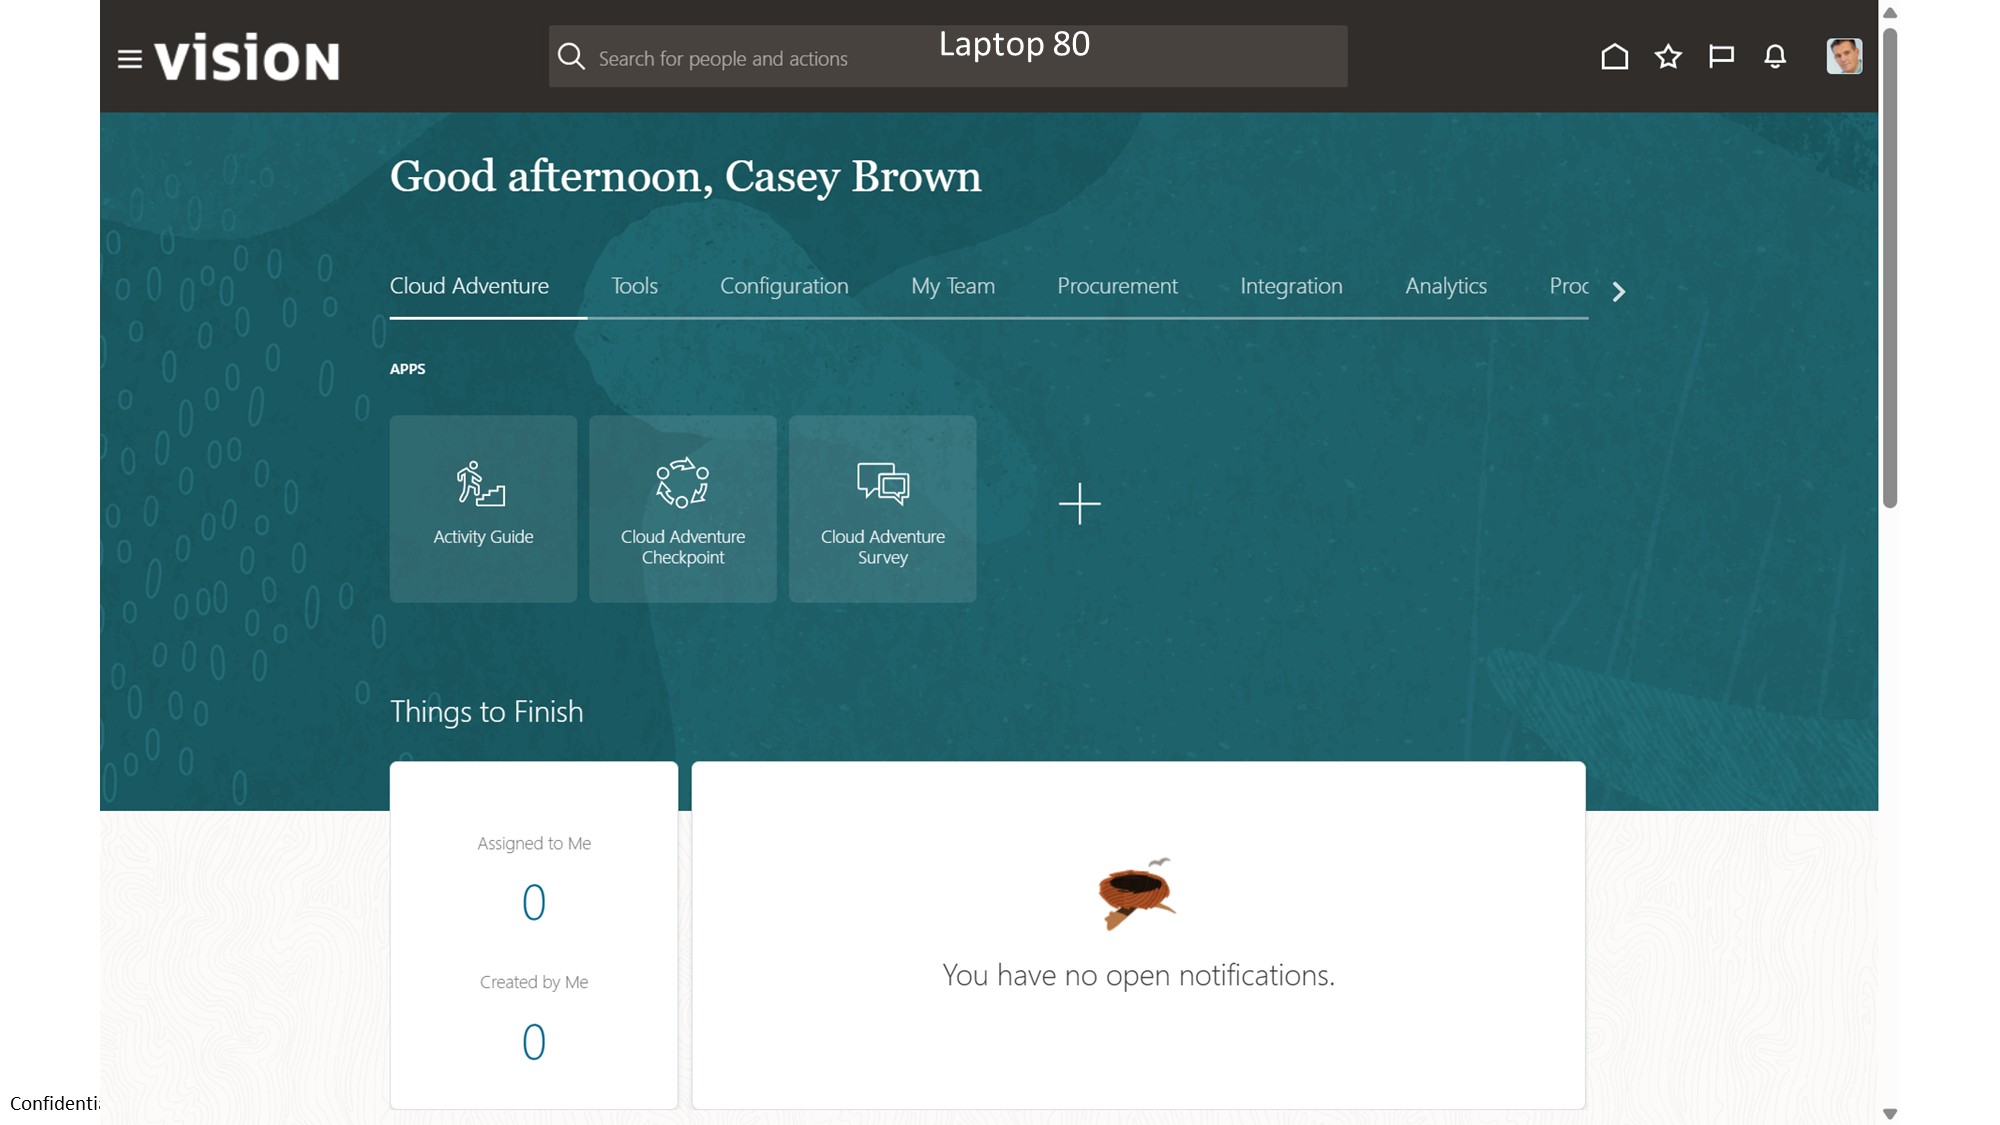 vision
Search for people and actions
Laptop 80
Good afternoon, Casey Brown
Cloud Adventure
Tools
Configuration
My Team
Procurement
Integration
Analytics
Proc
APPS
Activity Guide
Cloud Adventure
Checkpoint
Cloud Adventure
Survey
Things to Finish
Assigned to Me
0
Created by Me
0
You have no open notifications.
Confidentia